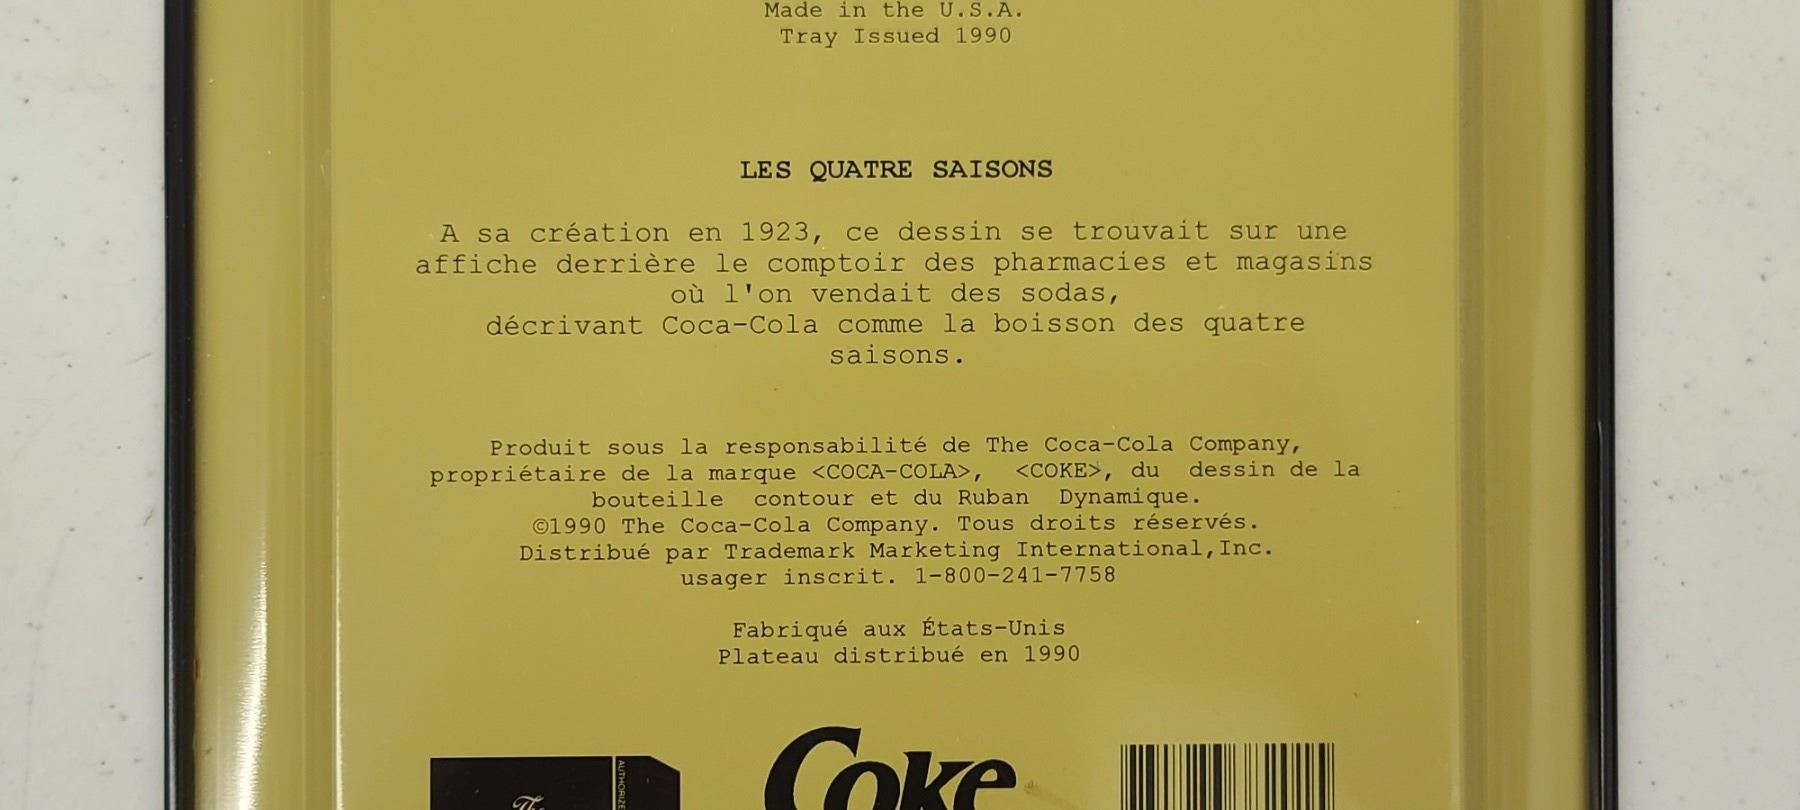 Made in the U.S.A.
Tray Issued 1990
LES QUATRE SAISONS
A sa création en 1923, ce dessin se trouvait sur une
affiche derrière le comptoir des pharmacies et magasins
où l'on vendait des sodas,
décrivant Coca-Cola comme la boisson des quatre
saisons.
Produit sous la responsabilité de The Coca-Cola Company,
propriétaire de la marque <COCA-COLA>, <COKE>, du dessin de la
bouteille contour et du Ruban Dynamique.
©1990 The Coca-Cola Company. Tous droits réservés.
Distribué par Trademark Marketing International,Inc.
usager inscrit. 1-800-241-7758
Fabriqué aux États-Unis
Plateau distribué en 1990
The
Coke